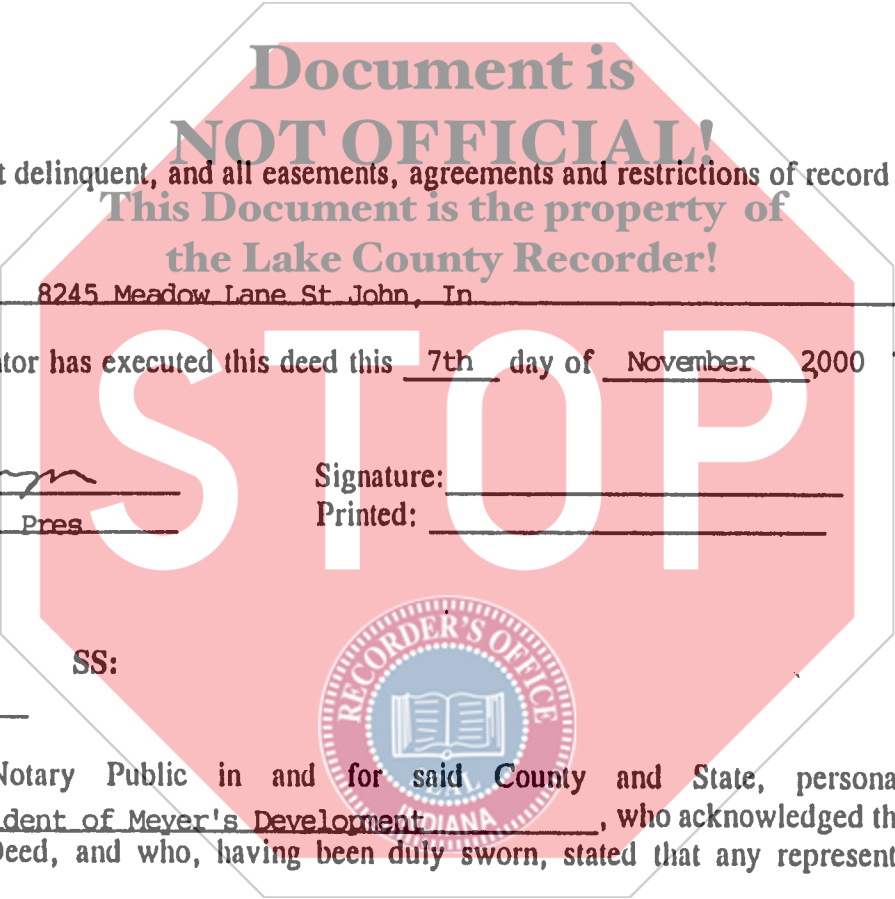 Document is
NOT OFFICIAL!
t delinquent, and all easements, agreements and restrictions of record
This Document is the property of
the Lake County Recorder!
8245 Meadow Lane St John, In
tor has executed this deed this 7th day of November 2000
STOP
Signature:
Pres Printed:
RECORDER'S OFFICE
SS:
Notary Public in and for said County and State, persona
SEAL
dent of Meyer's Development, who acknowledged th
INDIANA
Deed, and who, having been duly sworn, stated that any represent